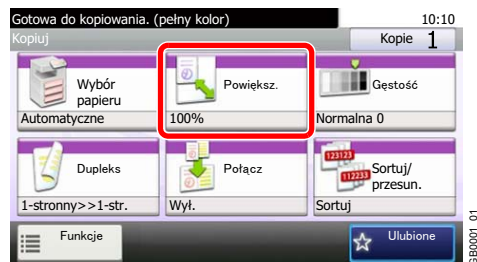 Gotowa do kopiowania. (pełny kolor) 10:10
Kopiuj Kopie 1
Wybór
papieru
Powiększ.
Gęstość
Automatyczne 100% Normalna 0
Dupleks
Połącz
123123
112233
Sortuj/
przesun.
1-stronny>>1-str. Wył. Sortuj
Funkcje Ulubione